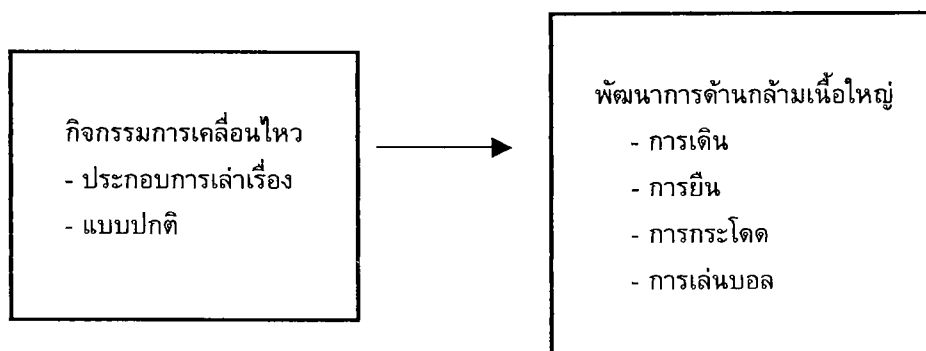 กิจกรรมการเคลื่อนไหว
- ประกอบการเล่าเรื่อง
- แบบปกติ
พัฒนาการด้านกล้ามเนื้อใหญ่
- การเดิน
- การยืน
- การกระโดด
- การเล่นบอล